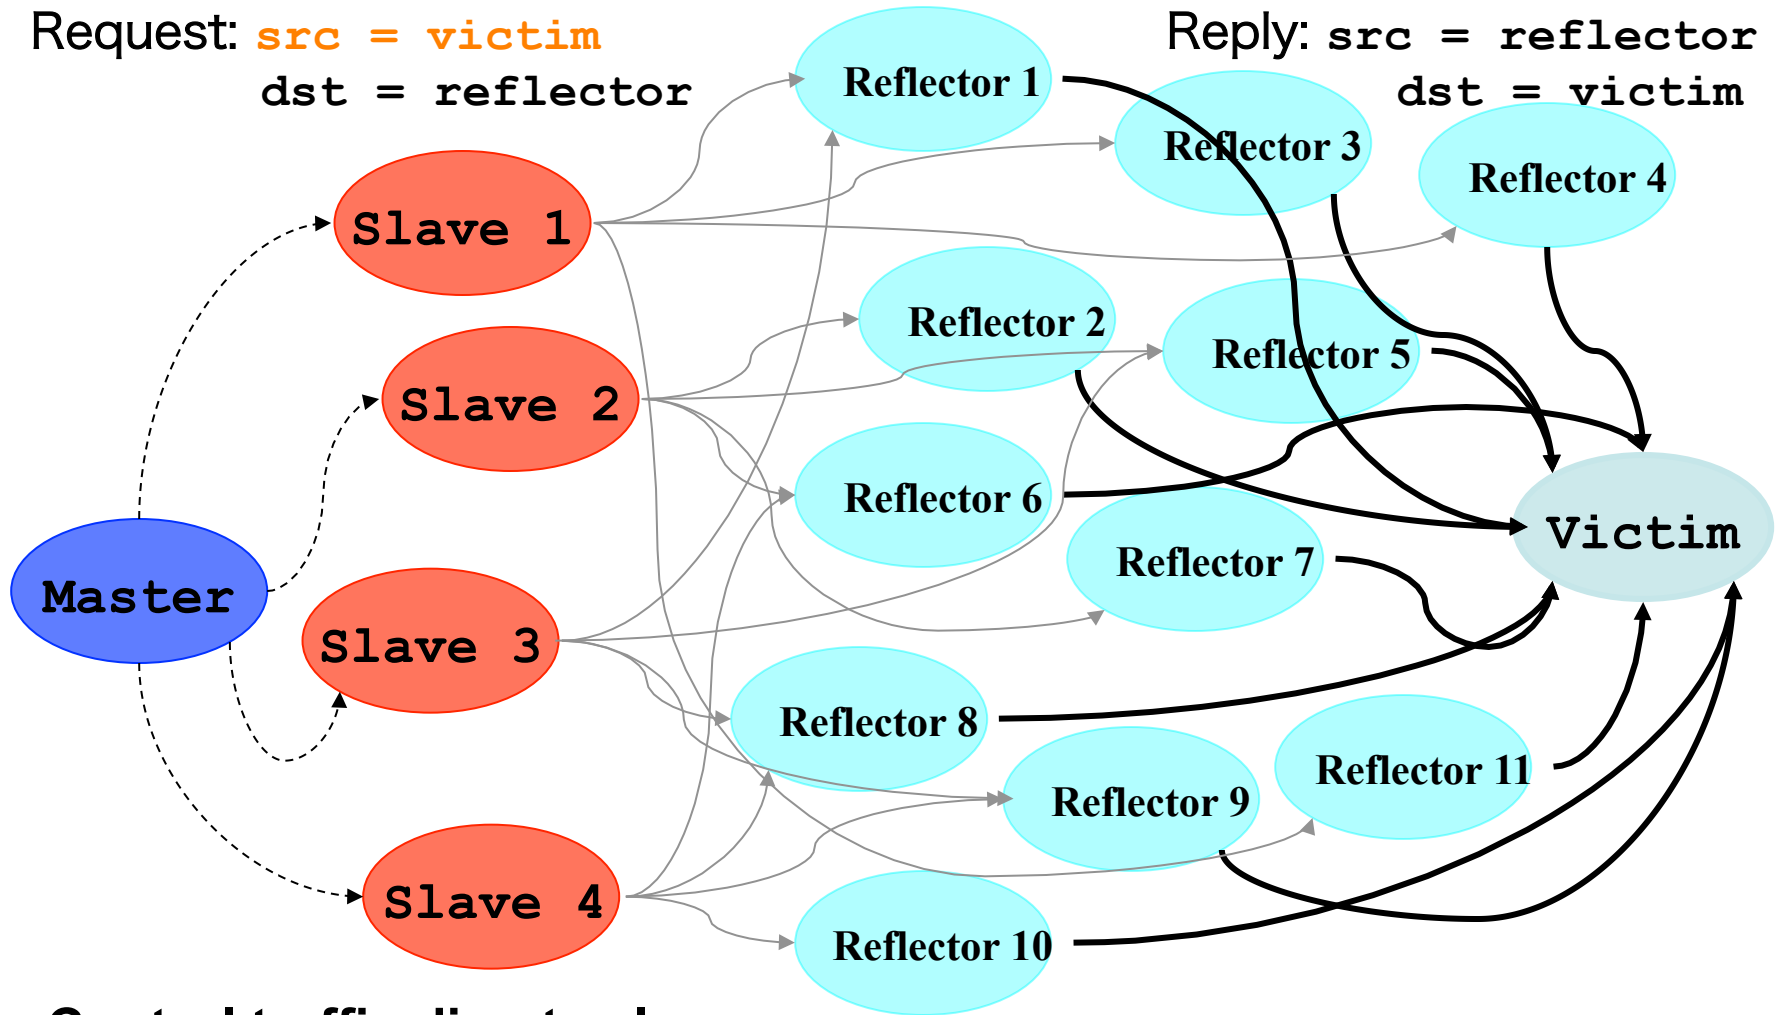 Request: src = victim
dst = reflector
Reply: src = reflector
dst = victim
Reflector 1
Reflector 3
Reflector 4
Slave 1
Reflector 2
Reflector 5
Slave 2
Reflector 6
Victim
Reflector 7
Master
Slave 3
Reflector 8
Reflector 9
Reflector 11
Slave 4
Reflector 10